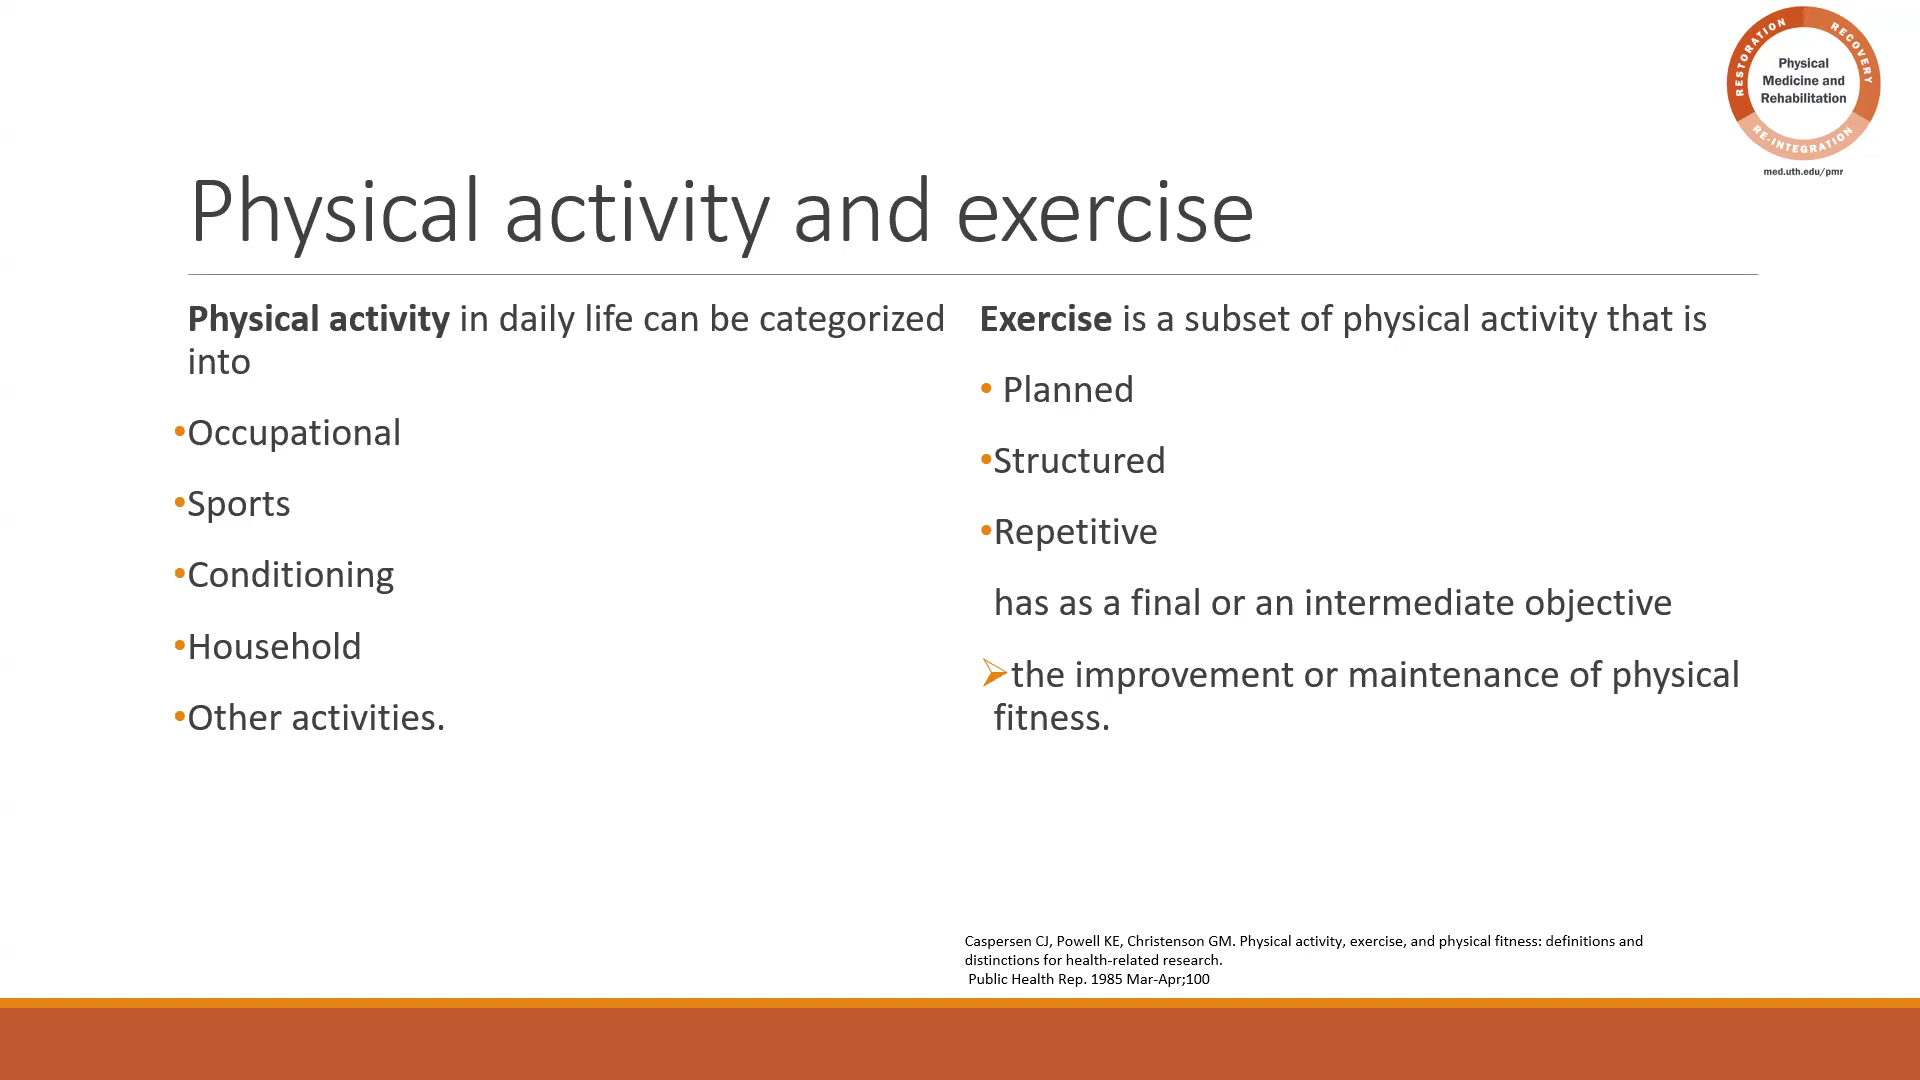 RESTORATION
RECOVERY
RE-INTEGRATION
Physical
Medicine and
Rehabilitation
med.uth.edu/pmr
Physical activity and exercise
Physical activity in daily life can be categorized
into
•Occupational
•Sports
•Conditioning
•Household
•Other activities.
Exercise is a subset of physical activity that is
• Planned
•Structured
•Repetitive
has as a final or an intermediate objective
➢the improvement or maintenance of physical
fitness.
Caspersen CJ, Powell KE, Christenson GM. Physical activity, exercise, and physical fitness: definitions and
distinctions for health-related research.
Public Health Rep. 1985 Mar-Apr;100